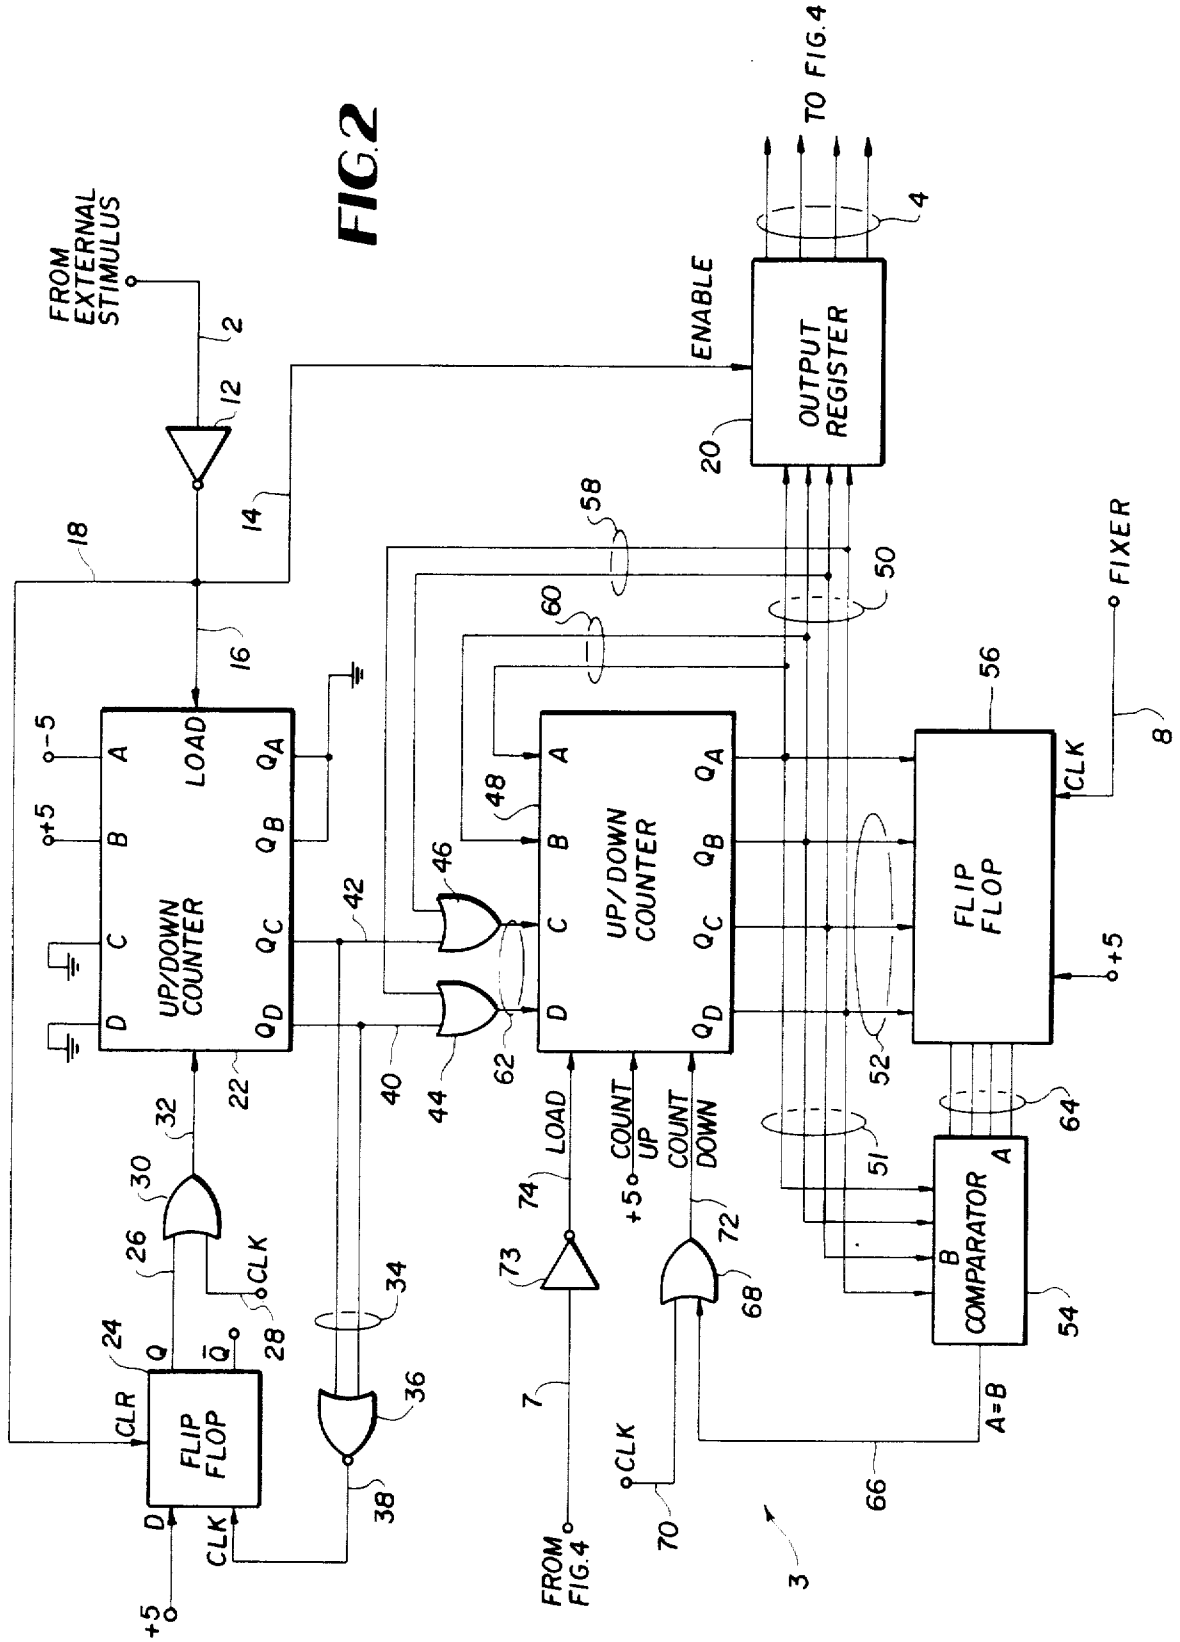 FIG.2
FROM
EXTERNAL
STIMULUS
2
12
18
14
16
-5
+5
A
B
C
D
LOAD
UP/DOWN
COUNTER
QA
QB
QC
QD
22
32
30
26
28
CLK
24
Q
Q̄
CLR
FLIP
FLOP
D
CLK
+5
38
36
34
40
42
44
46
62
48
A
B
C
D
UP/DOWN
COUNTER
QA
QB
QC
QD
LOAD
COUNT
UP
COUNT
DOWN
74
+5
72
73
68
7
FROM
FIG.4
CLK
70
66
3
60
58
50
51
52
ENABLE
20
OUTPUT
REGISTER
4
TO FIG.4
FLIP
FLOP
56
CLK
FIXER
8
+5
64
A
B
COMPARATOR
54
A=B